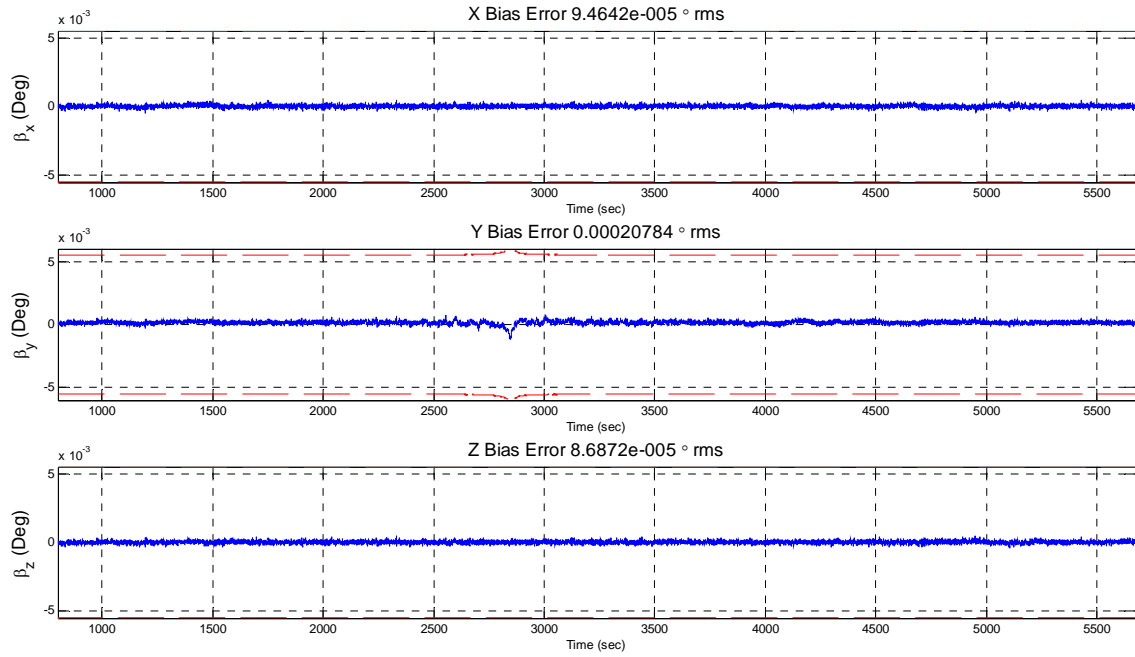 X Bias Error 9.4642e-005 ° rms
x 10^-3
5
0
-5
β_x (Deg)
1000 1500 2000 2500 3000 3500 4000 4500 5000 5500
Time (sec)
Y Bias Error 0.00020784 ° rms
x 10^-3
5
0
-5
β_y (Deg)
1000 1500 2000 2500 3000 3500 4000 4500 5000 5500
Time (sec)
Z Bias Error 8.6872e-005 ° rms
x 10^-3
5
0
-5
β_z (Deg)
1000 1500 2000 2500 3000 3500 4000 4500 5000 5500
Time (sec)